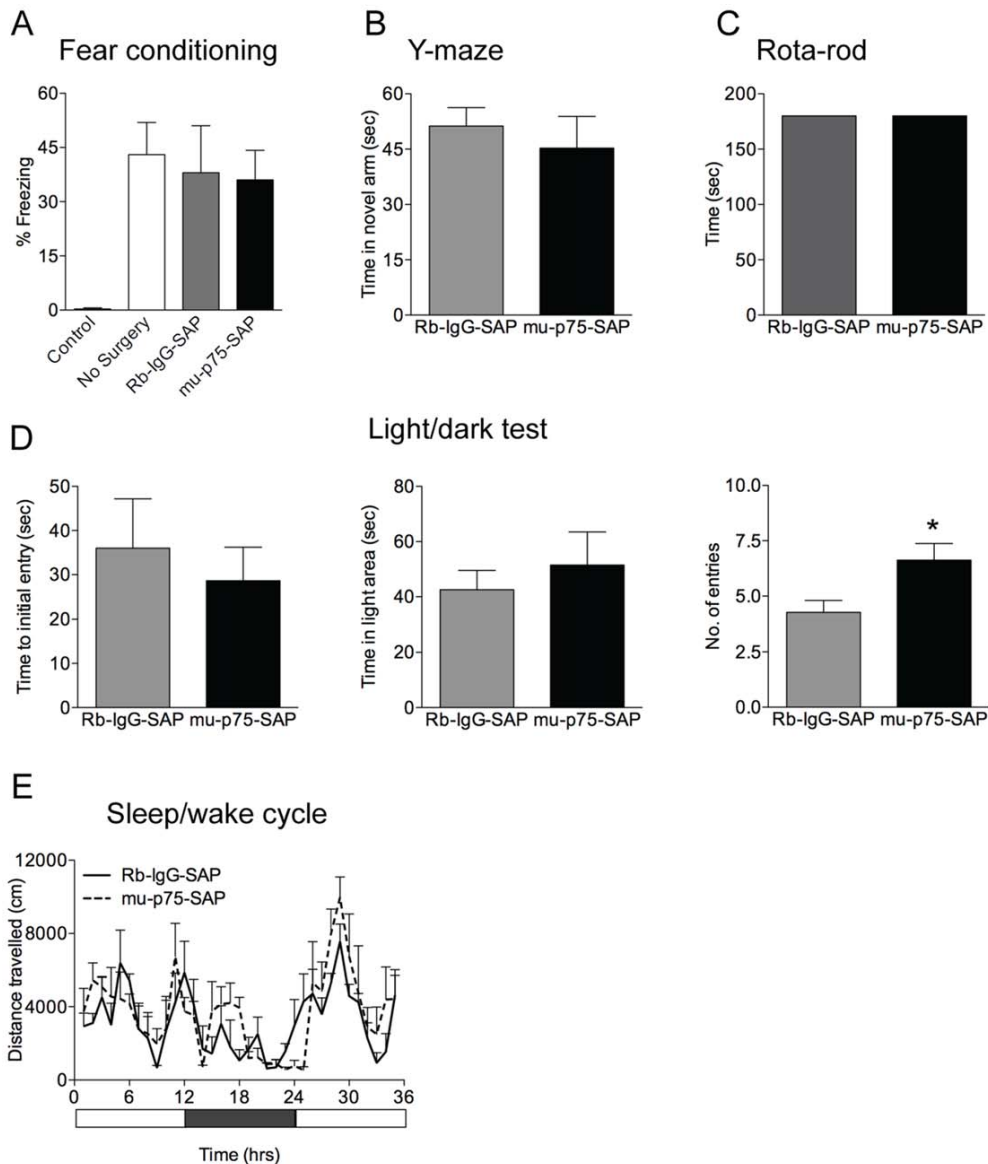 A
Fear conditioning
60
45
30
15
0
% Freezing
Control
No Surgery
Rb-IgG-SAP
mu-p75-SAP
B
Y-maze
60
45
30
15
Time in novel arm (sec)
Rb-IgG-SAP mu-p75-SAP
C
Rota-rod
200
150
100
50
0
Time (sec)
Rb-IgG-SAP mu-p75-SAP
D
Light/dark test
50
40
30
20
10
0
Time to initial entry (sec)
Rb-IgG-SAP mu-p75-SAP
80
60
40
20
0
Time in light area (sec)
Rb-IgG-SAP mu-p75-SAP
10.0
7.5
5.0
2.5
0.0
No. of entries
*
Rb-IgG-SAP mu-p75-SAP
E
Sleep/wake cycle
12000
8000
4000
0
Distance travelled (cm)
Rb-IgG-SAP
mu-p75-SAP
0 6 12 18 24 30 36
Time (hrs)